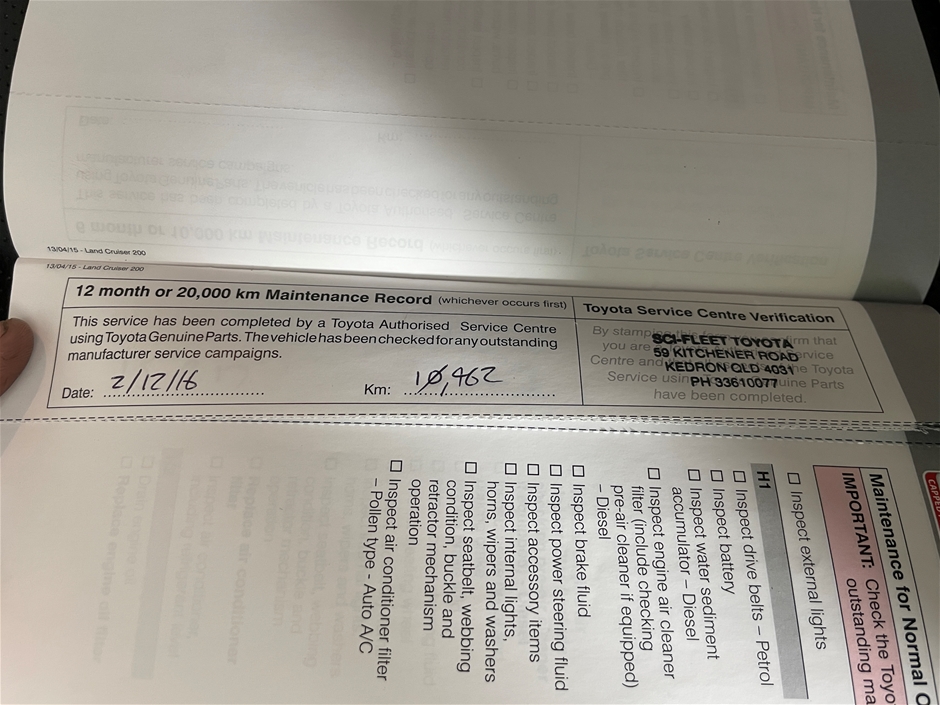 13/04/15 - Land Cruiser 200
13/04/15 - Land Cruiser 200
12 month or 20,000 km Maintenance Record (whichever occurs first)
This service has been completed by a Toyota Authorised Service Centre
using Toyota Genuine Parts. The vehicle has been checked for any outstanding
manufacturer service campaigns.
Date: 2/12/16
Km: 10,462
Toyota Service Centre Verification
By stamping this
you are
Centre and
Service using
have been completed.
SCI-FLEET TOYOTA
59 KITCHENER ROAD
KEDRON QLD 4031
PH 33610077
Maintenance for Normal O
IMPORTANT: Check the Toyo
outstanding ma
☐ Inspect external lights
H1
☐ Inspect drive belts – Petrol
☐ Inspect battery
☐ Inspect water sediment
accumulator – Diesel
☐ Inspect engine air cleaner
filter (include checking
pre-air cleaner if equipped)
– Diesel
☐ Inspect brake fluid
☐ Inspect power steering fluid
☐ Inspect accessory items
☐ Inspect internal lights,
horns, wipers and washers
☐ Inspect seatbelt, webbing
condition, buckle and
retractor mechanism
operation
☐ Inspect air conditioner filter
– Pollen type - Auto A/C